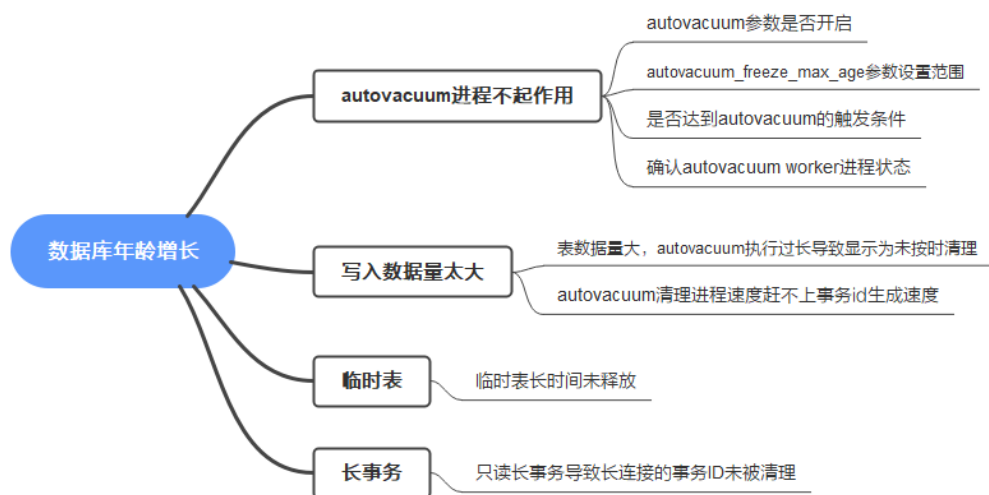 数据库年龄增长
autovacuum进程不起作用
autovacuum参数是否开启
autovacuum_freeze_max_age参数设置范围
是否达到autovacuum的触发条件
确认autovacuum worker进程状态
写入数据量太大
表数据量大，autovacuum执行过长导致显示为未按时清理
autovacuum清理进程速度赶不上事务id生成速度
临时表
临时表长时间未释放
长事务
只读长事务导致长连接的事务ID未被清理